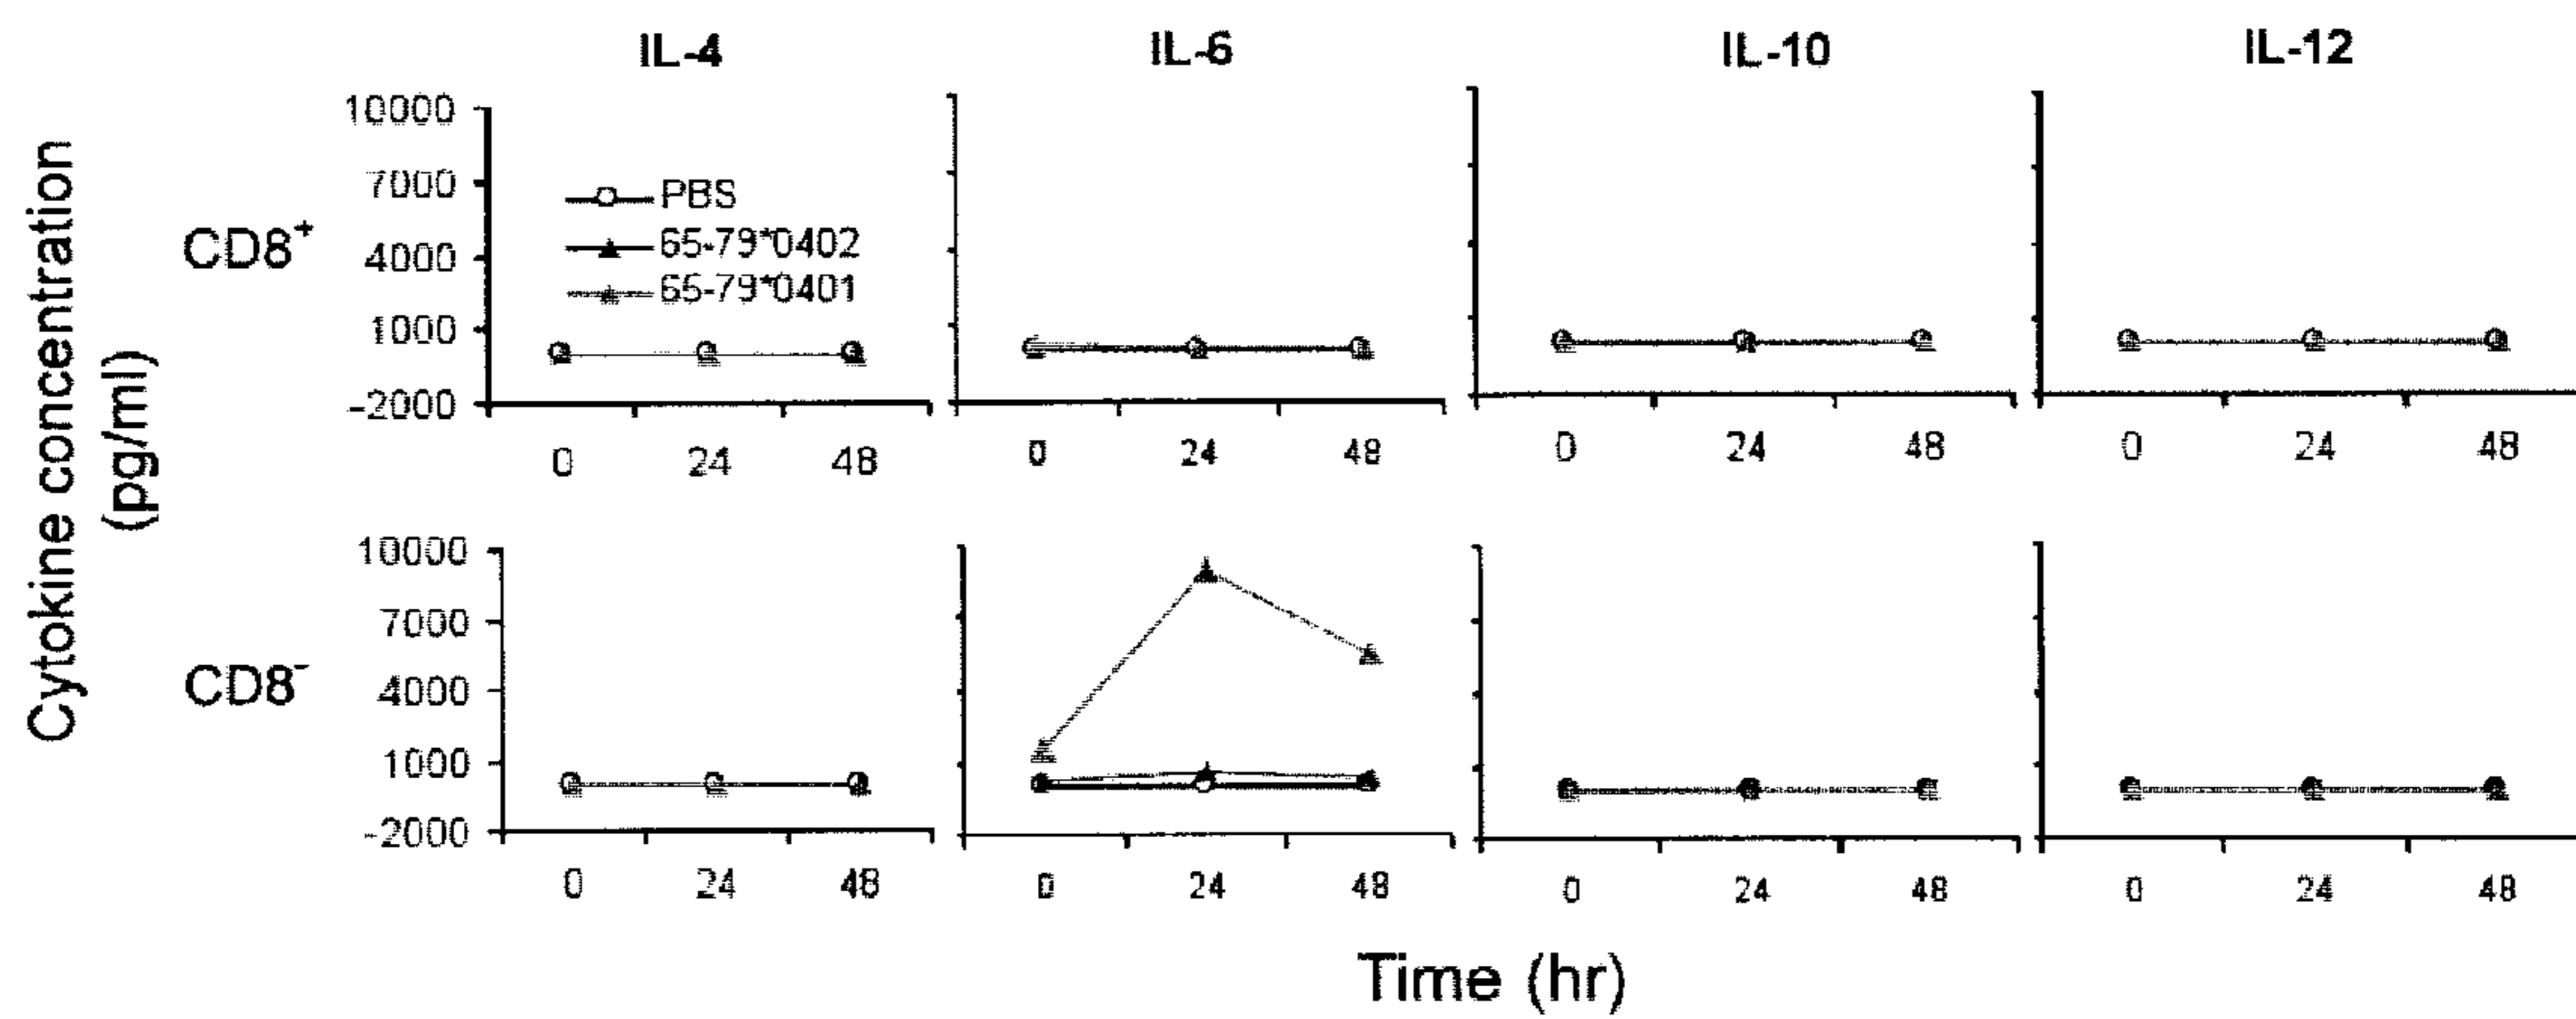 IL-4 IL-6 IL-10 IL-12
Cytokine concentration
(pg/ml)
CD8⁺
10000
7000
4000
1000
-2000
PBS
65-79*0402
65-79*0401
0 24 48 0 24 48 0 24 48 0 24 48
CD8⁻
10000
7000
4000
1000
-2000
0 24 48 0 24 48 0 24 48 0 24 48
Time (hr)